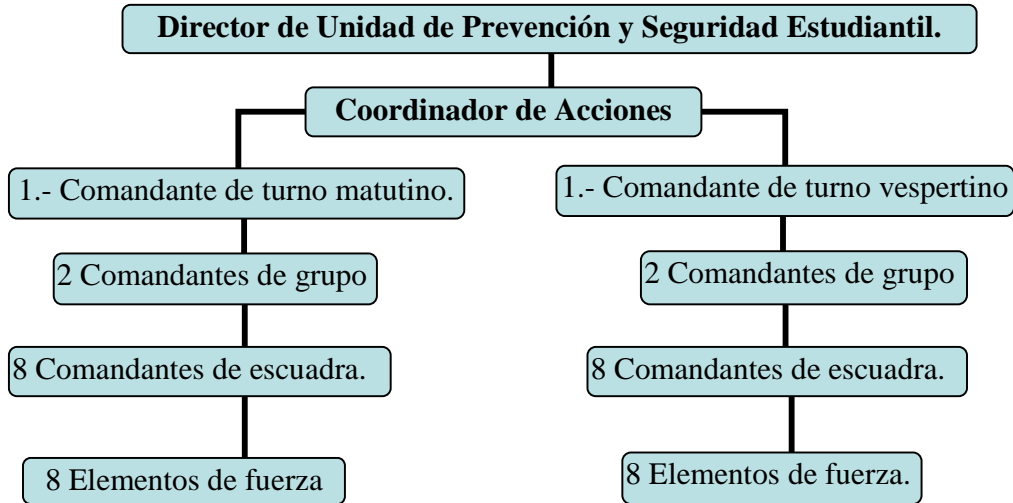 Director de Unidad de Prevención y Seguridad Estudiantil.
Coordinador de Acciones
1.- Comandante de turno matutino.
1.- Comandante de turno vespertino
2 Comandantes de grupo
2 Comandantes de grupo
8 Comandantes de escuadra.
8 Comandantes de escuadra.
8 Elementos de fuerza
8 Elementos de fuerza.